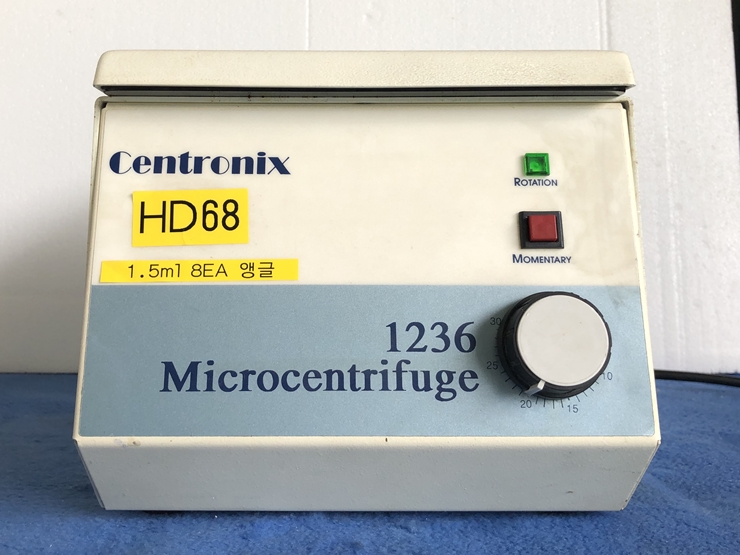 Centronix
HD68
1.5ml 8EA 앵글
ROTATION
MOMENTARY
1236
Microcentrifuge
30
25
20
15
10